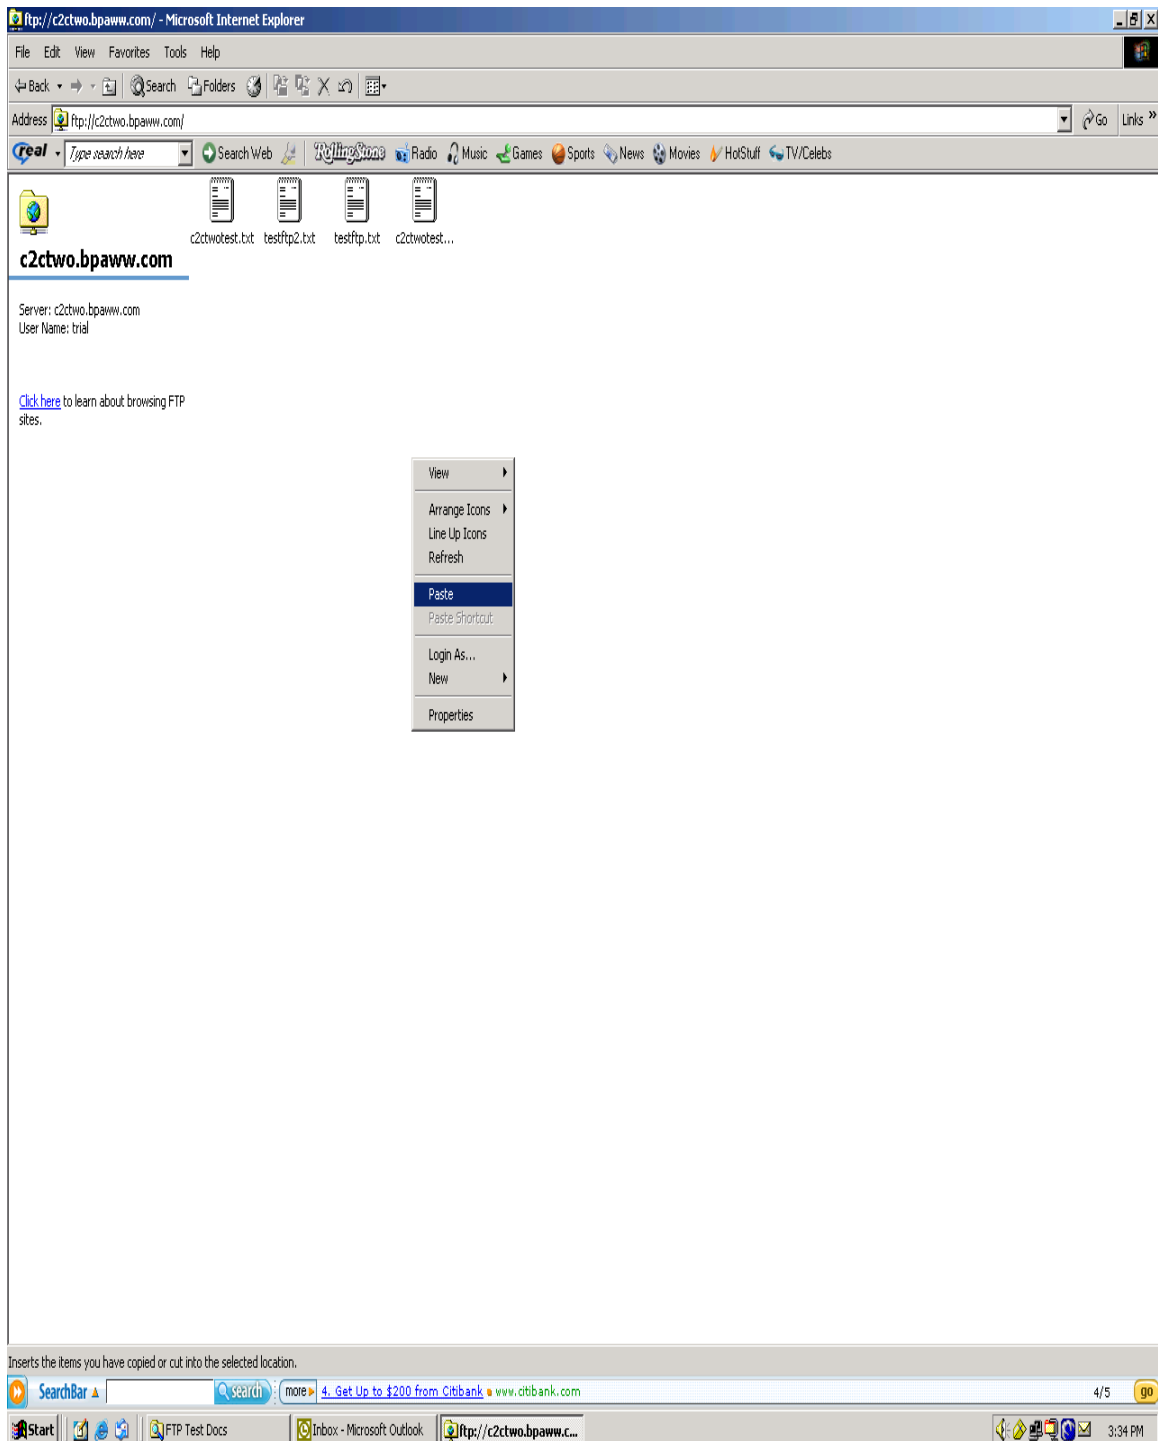 ftp://c2ctwo.bpaww.com/ - Microsoft Internet Explorer
File Edit View Favorites Tools Help
Back Search Folders
Address ftp://c2ctwo.bpaww.com/ Go Links »
real Type search here Search Web RollingStone Radio Music Games Sports News Movies HotStuff TV/Celebs
c2ctwotest.txt testftp2.txt testftp.txt c2ctwotest...
c2ctwo.bpaww.com
Server: c2ctwo.bpaww.com
User Name: trial
Click here to learn about browsing FTP
sites.
View
Arrange Icons
Line Up Icons
Refresh
Paste
Paste Shortcut
Login As...
New
Properties
Inserts the items you have copied or cut into the selected location.
SearchBar search more 4. Get Up to $200 from Citibank www.citibank.com 4/5 go
Start FTP Test Docs Inbox - Microsoft Outlook ftp://c2ctwo.bpaww.c... 3:34 PM